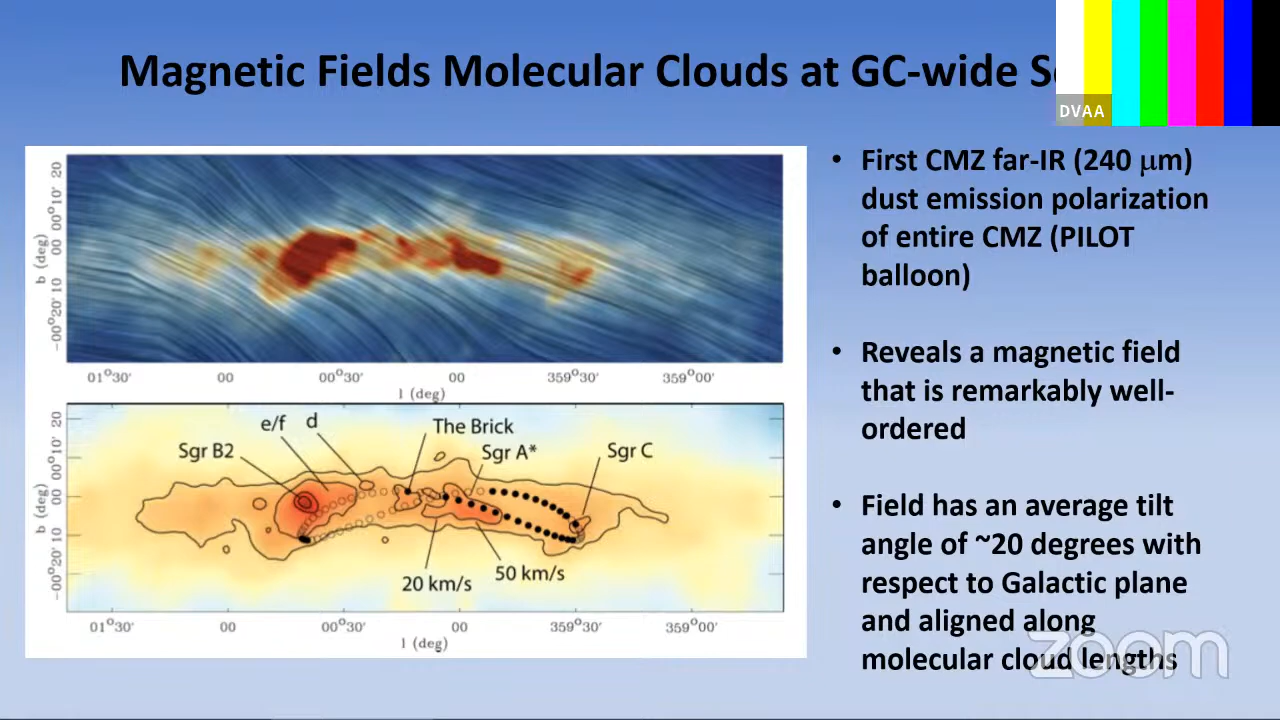 Magnetic Fields Molecular Clouds at GC-wide
DVAA
20
00°10'
00
-00°20' 10
b (deg)
01°30' 00 00°30' 00 359°30' 359°00'
l (deg)
e/f d The Brick
Sgr B2 Sgr A* Sgr C
20
00°10'
00
-00°20' 10
b (deg)
20 km/s 50 km/s
01°30' 00 00°30' 00 359°30' 359°00'
l (deg)
• First CMZ far-IR (240 μm)
dust emission polarization
of entire CMZ (PILOT
balloon)
• Reveals a magnetic field
that is remarkably well-
ordered
• Field has an average tilt
angle of ~20 degrees with
respect to Galactic plane
and aligned along
molecular cloud lengths
zoom